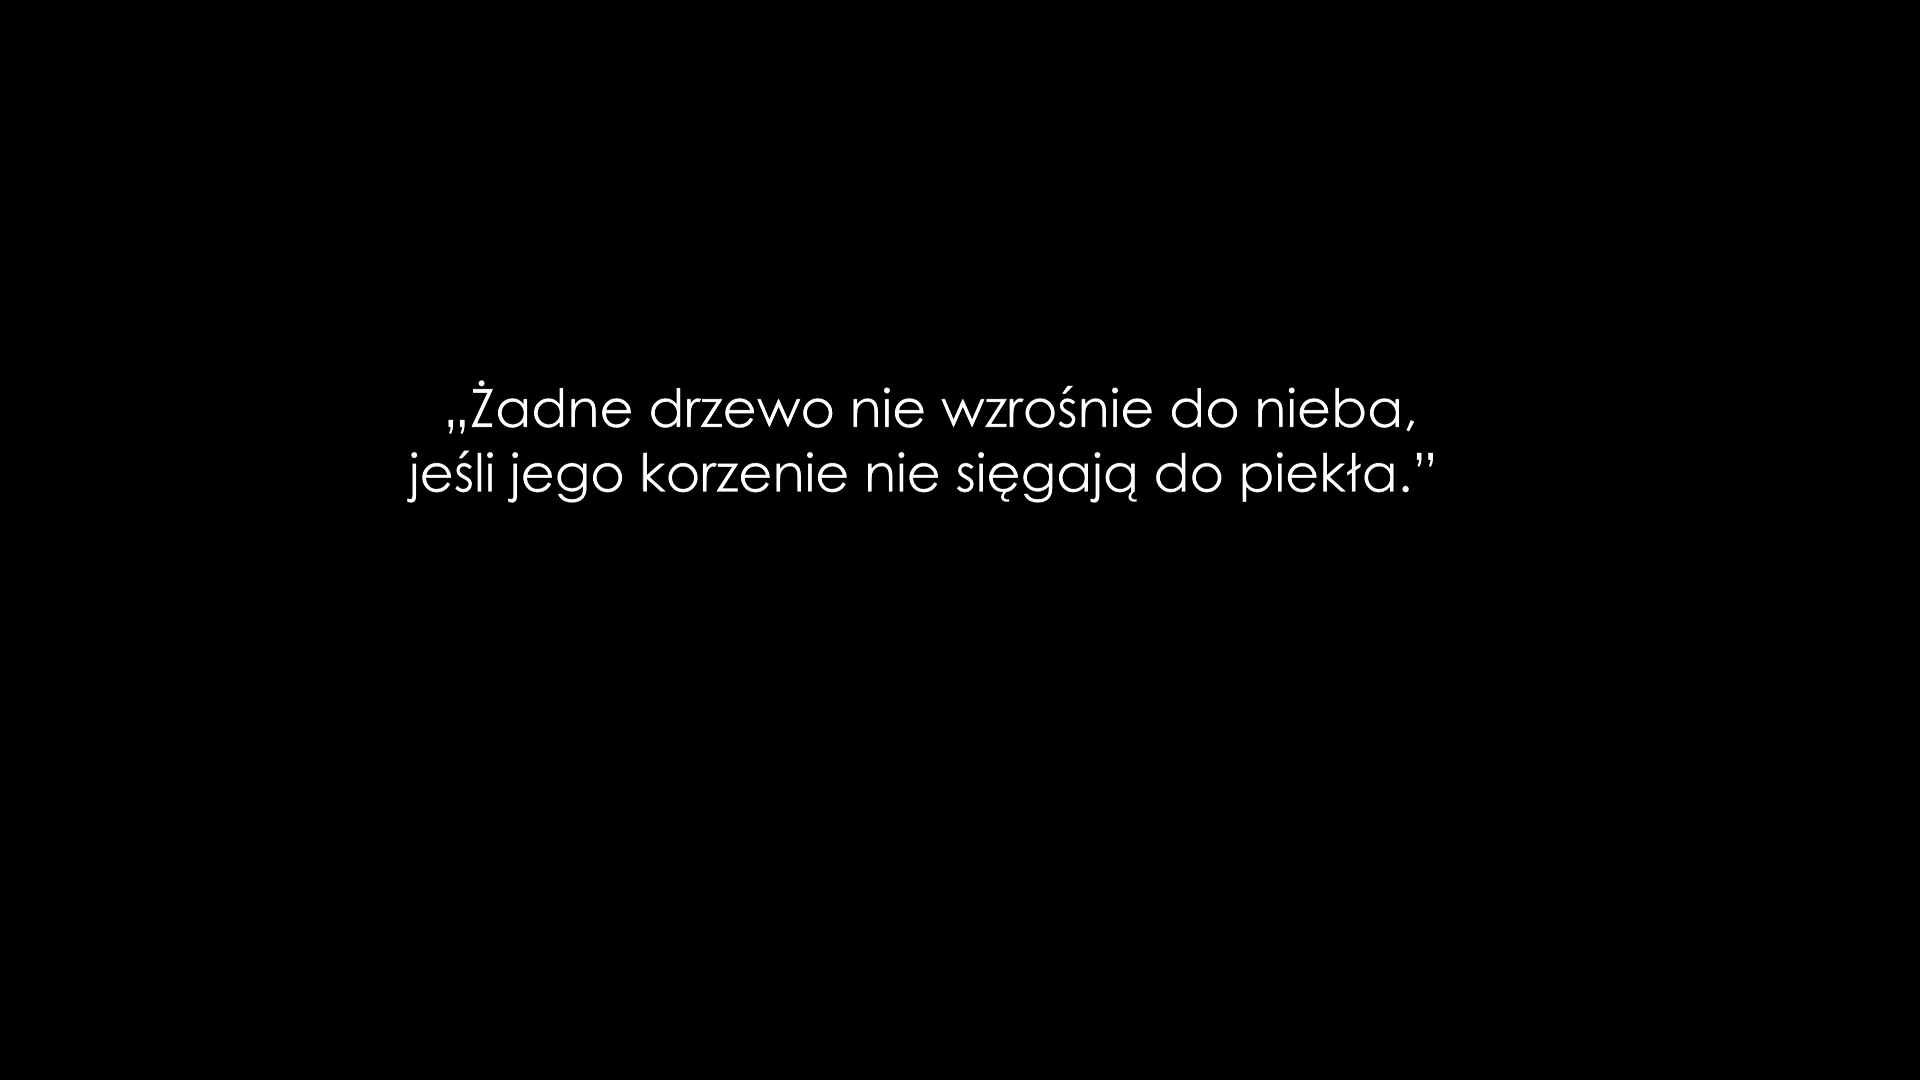 „Żadne drzewo nie wzrośnie do nieba,
jeśli jego korzenie nie sięgają do piekła.”